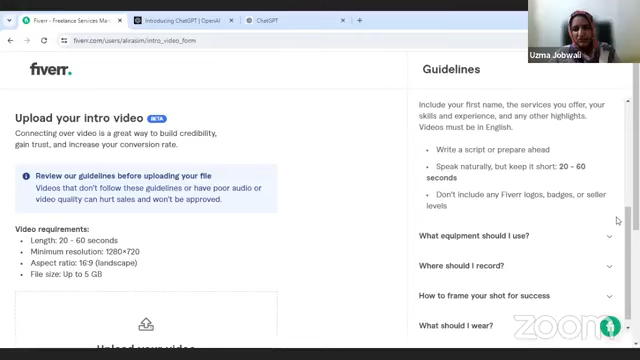 Fiverr - Freelance Services Mar
Introducing ChatGPT | OpenAI
ChatGPT
fiverr.com/users/alirasim/intro_video_form
Uzma Jobwali
fiverr.
Guidelines
Upload your intro video BETA
Connecting over video is a great way to build credibility,
gain trust, and increase your conversion rate.
Review our guidelines before uploading your file
Videos that don't follow these guidelines or have poor audio or
video quality can hurt sales and won't be approved.
Video requirements:
• Length: 20 - 60 seconds
• Minimum resolution: 1280×720
• Aspect ratio: 16:9 (landscape)
• File size: Up to 5 GB
Upload your video
Include your first name, the services you offer, your
skills and experience, and any other highlights.
Videos must be in English.
• Write a script or prepare ahead
• Speak naturally, but keep it short: 20 - 60
seconds
• Don't include any Fiverr logos, badges, or seller
levels
What equipment should I use?
Where should I record?
How to frame your shot for success
What should I wear?
zoom